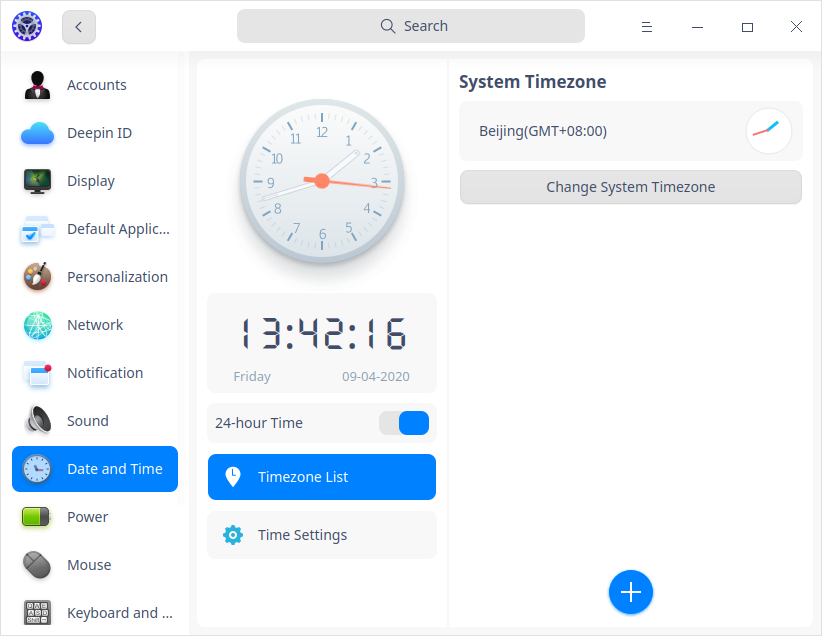 Search
Accounts
Deepin ID
Display
Default Applic...
Personalization
Network
Notification
Sound
Date and Time
Power
Mouse
Keyboard and ...
12
1
2
3
4
5
6
7
8
9
10
11
13:42:16
Friday 09-04-2020
24-hour Time
Timezone List
Time Settings
System Timezone
Beijing(GMT+08:00)
Change System Timezone